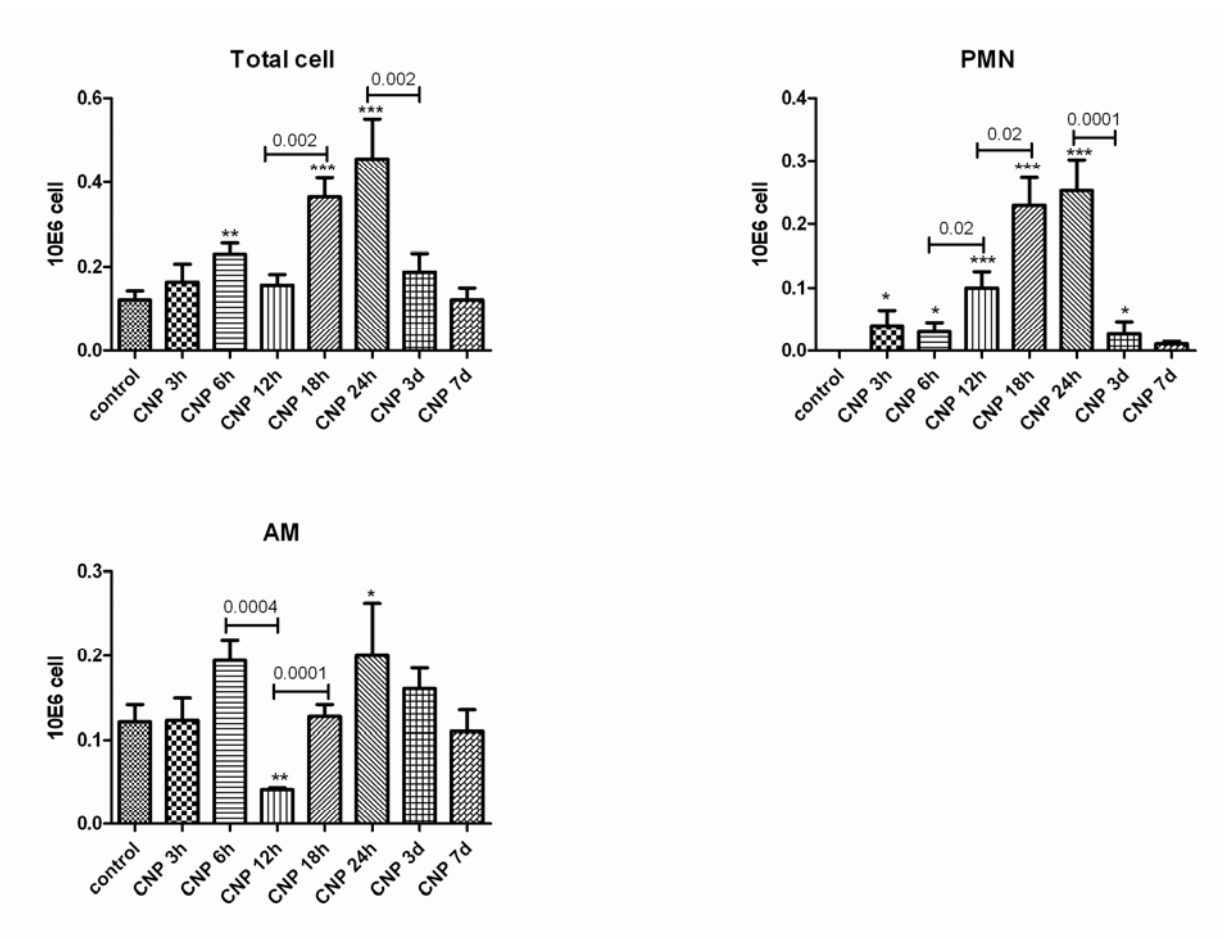 Total cell
0.002
0.6
***
0.002
***
0.4
**
10E6 cell
0.2
0.0
control
CNP 3h
CNP 6h
CNP 12h
CNP 18h
CNP 24h
CNP 3d
CNP 7d
PMN
0.4
0.0001
0.02
***
***
0.3
0.02
***
10E6 cell
0.2
*
*
*
0.1
0.0
control
CNP 3h
CNP 6h
CNP 12h
CNP 18h
CNP 24h
CNP 3d
CNP 7d
AM
0.3
0.0004
*
0.2
0.0001
10E6 cell
0.1
**
0.0
control
CNP 3h
CNP 6h
CNP 12h
CNP 18h
CNP 24h
CNP 3d
CNP 7d